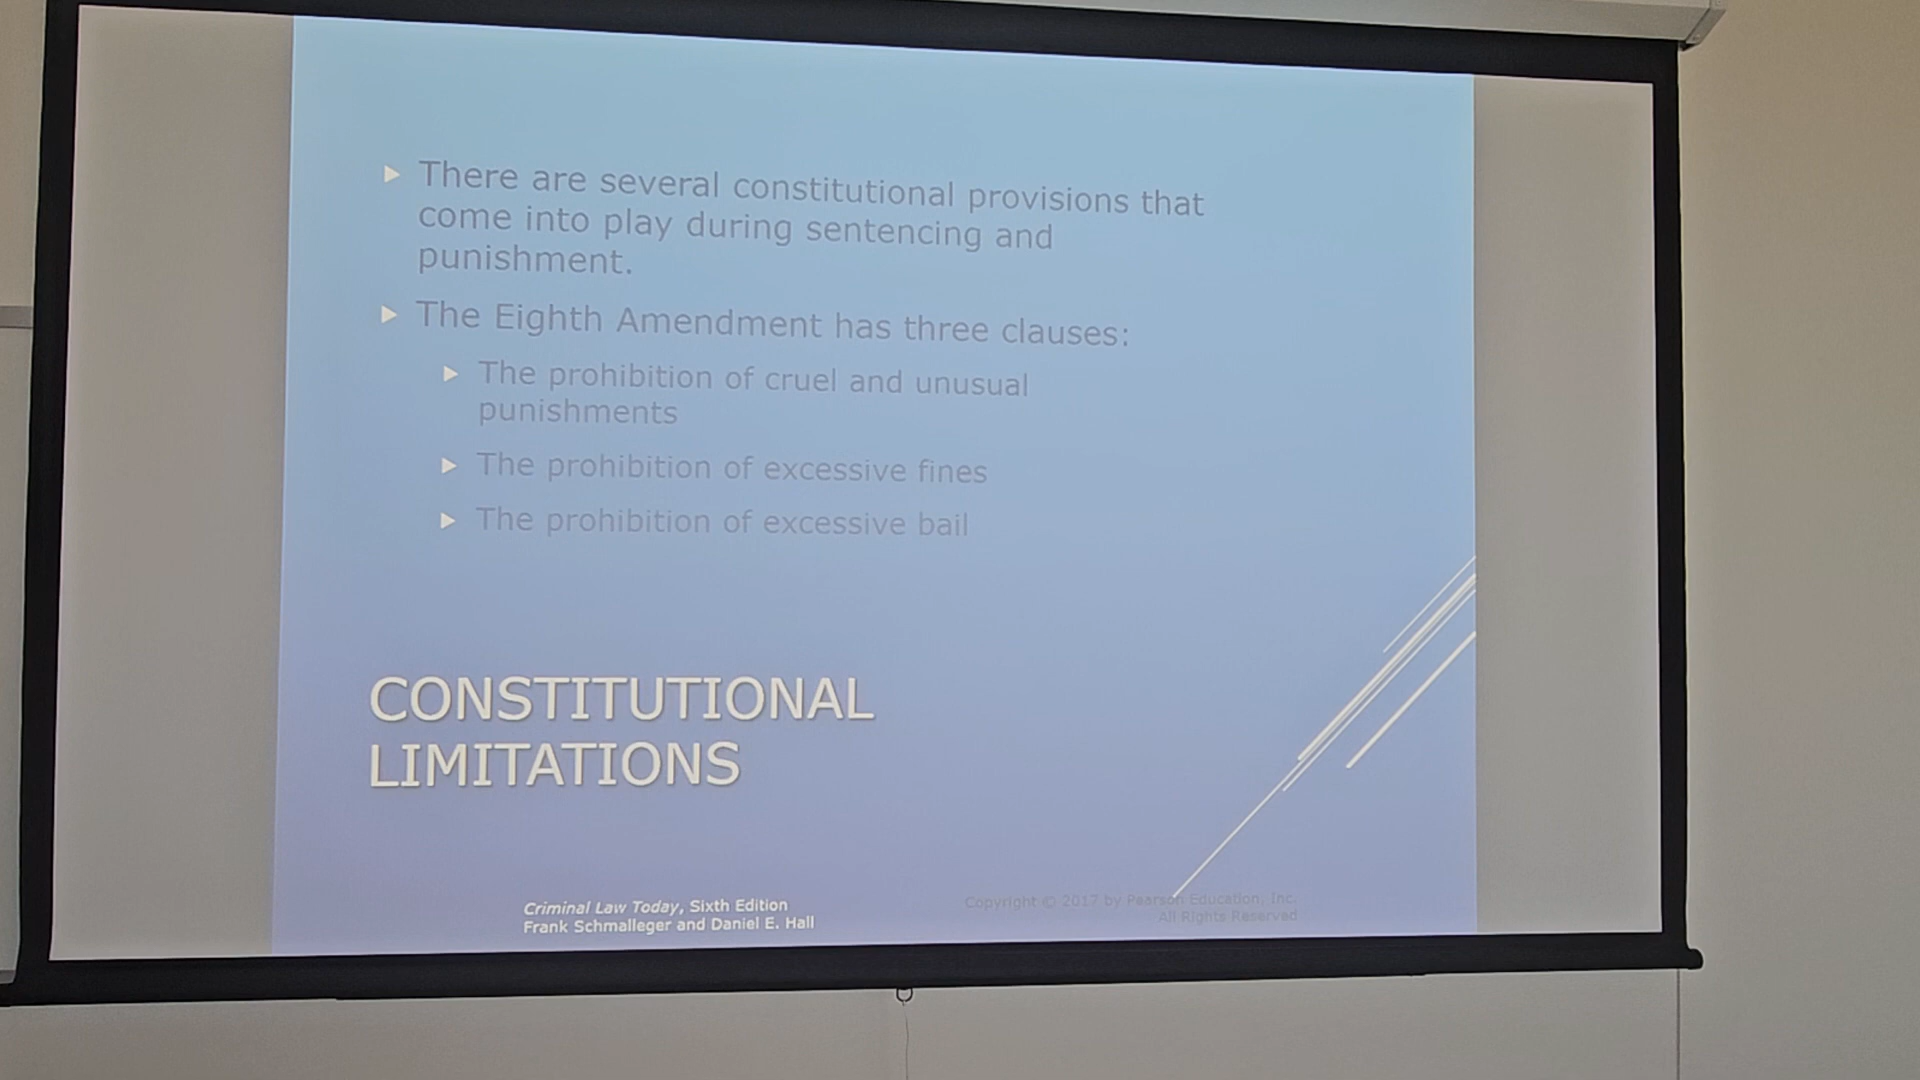 There are several constitutional provisions that
come into play during sentencing and
punishment.
The Eighth Amendment has three clauses:
The prohibition of cruel and unusual
punishments
The prohibition of excessive fines
The prohibition of excessive bail
CONSTITUTIONAL
LIMITATIONS
Criminal Law Today, Sixth Edition
Frank Schmalleger and Daniel E. Hall
Copyright © 2017 by Pearson Education, Inc.
All Rights Reserved